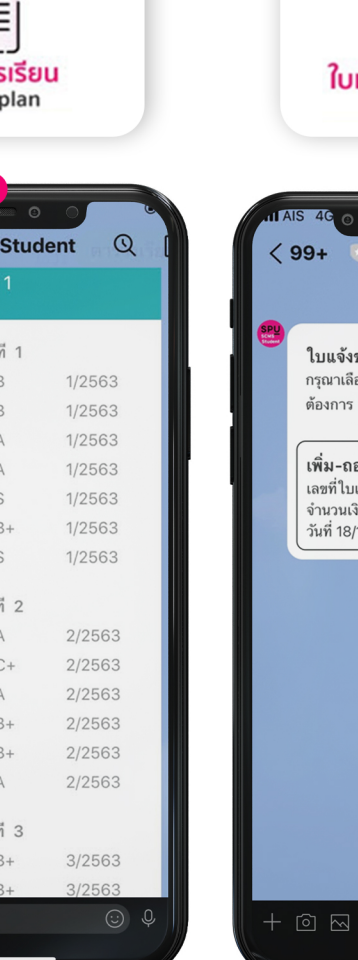 รเรียน
plan
ใบแ
Student
1
ที่ 1
B 1/2563
B 1/2563
A 1/2563
A 1/2563
S 1/2563
B+ 1/2563
S 1/2563
ที่ 2
A 2/2563
C+ 2/2563
A 2/2563
B+ 2/2563
B+ 2/2563
A 2/2563
ที่ 3
B+ 3/2563
B+ 3/2563
AIS 4G
99+
SPU
SCMS
Student
ใบแจ้ง
กรุณาเลือ
ต้องการ
เพิ่ม-ถอ
เลขที่ใบแ
จำนวนเงิ
วันที่ 18/